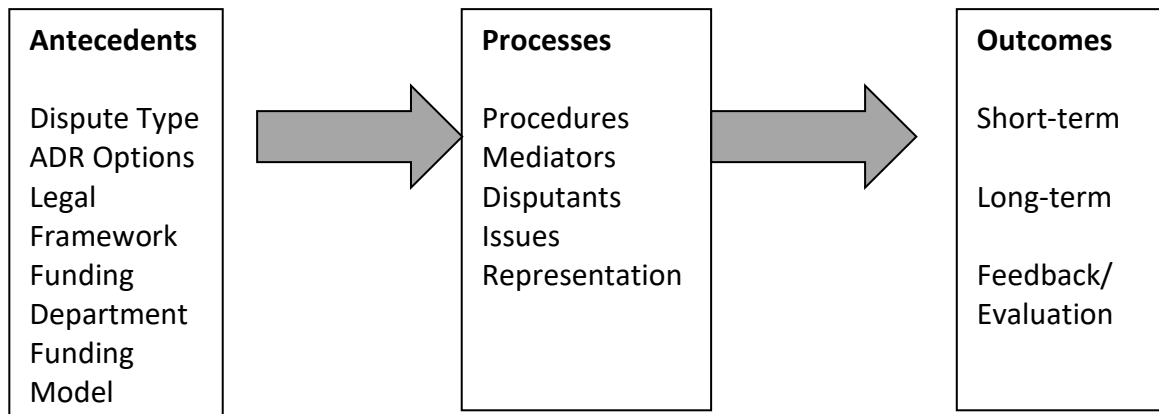 Antecedents
Dispute Type
ADR Options
Legal
Framework
Funding
Department
Funding
Model
Processes
Procedures
Mediators
Disputants
Issues
Representation
Outcomes
Short-term
Long-term
Feedback/
Evaluation